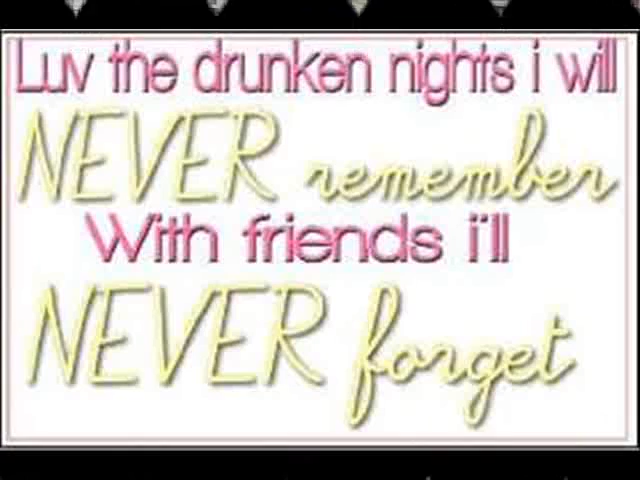 Luv the drunken nights i will
NEVER remember
With friends i'll
NEVER forget